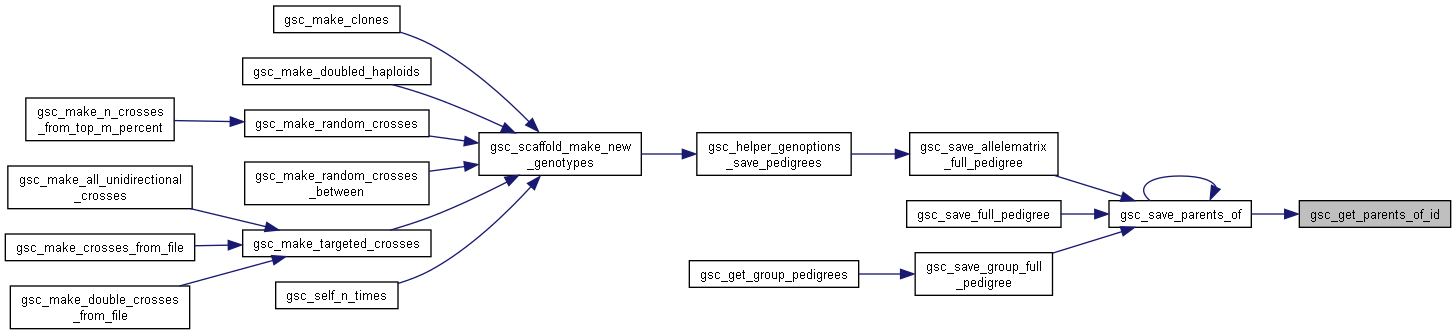 gsc_make_clones
gsc_make_doubled_haploids
gsc_make_n_crosses
_from_top_m_percent
gsc_make_random_crosses
gsc_scaffold_make_new
_genotypes
gsc_helper_genoptions
_save_pedigrees
gsc_save_allelematrix
_full_pedigree
gsc_make_all_unidirectional
_crosses
gsc_make_random_crosses
_between
gsc_save_full_pedigree
gsc_save_parents_of
gsc_get_parents_of_id
gsc_make_crosses_from_file
gsc_make_targeted_crosses
gsc_get_group_pedigrees
gsc_save_group_full
_pedigree
gsc_make_double_crosses
_from_file
gsc_self_n_times